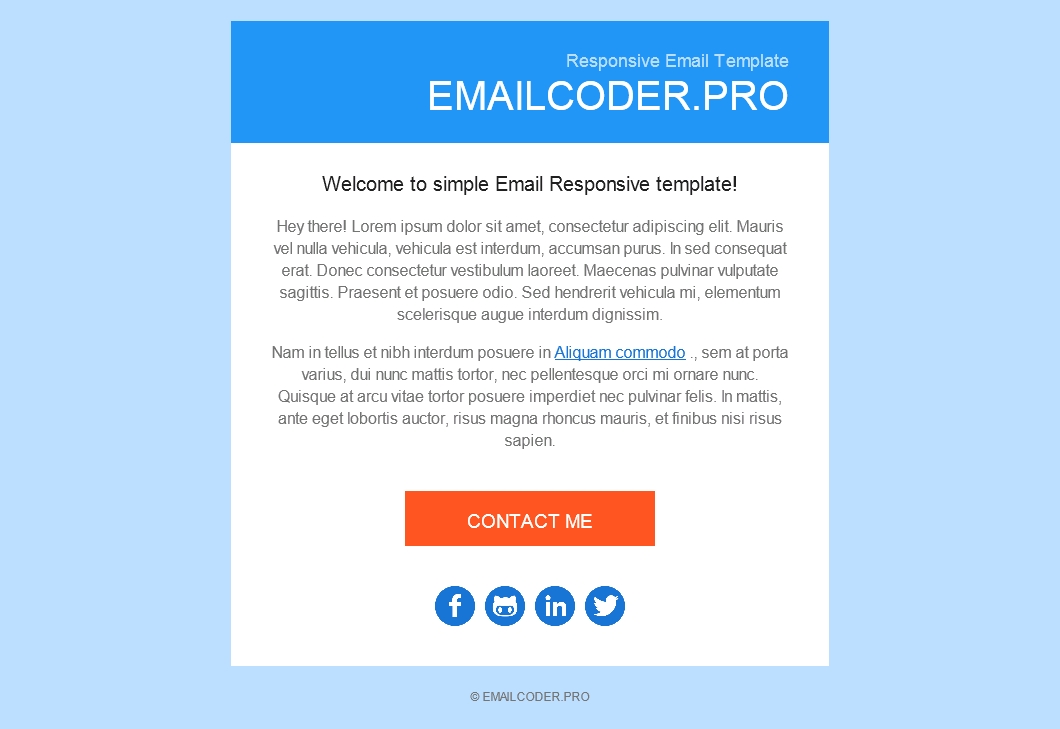 Responsive Email Template
EMAILCODER.PRO
Welcome to simple Email Responsive template!
Hey there! Lorem ipsum dolor sit amet, consectetur adipiscing elit. Mauris
vel nulla vehicula, vehicula est interdum, accumsan purus. In sed consequat
erat. Donec consectetur vestibulum laoreet. Maecenas pulvinar vulputate
sagittis. Praesent et posuere odio. Sed hendrerit vehicula mi, elementum
scelerisque augue interdum dignissim.
Nam in tellus et nibh interdum posuere in Aliquam commodo ., sem at porta
varius, dui nunc mattis tortor, nec pellentesque orci mi ornare nunc.
Quisque at arcu vitae tortor posuere imperdiet nec pulvinar felis. In mattis,
ante eget lobortis auctor, risus magna rhoncus mauris, et finibus nisi risus
sapien.
CONTACT ME
f in
© EMAILCODER.PRO